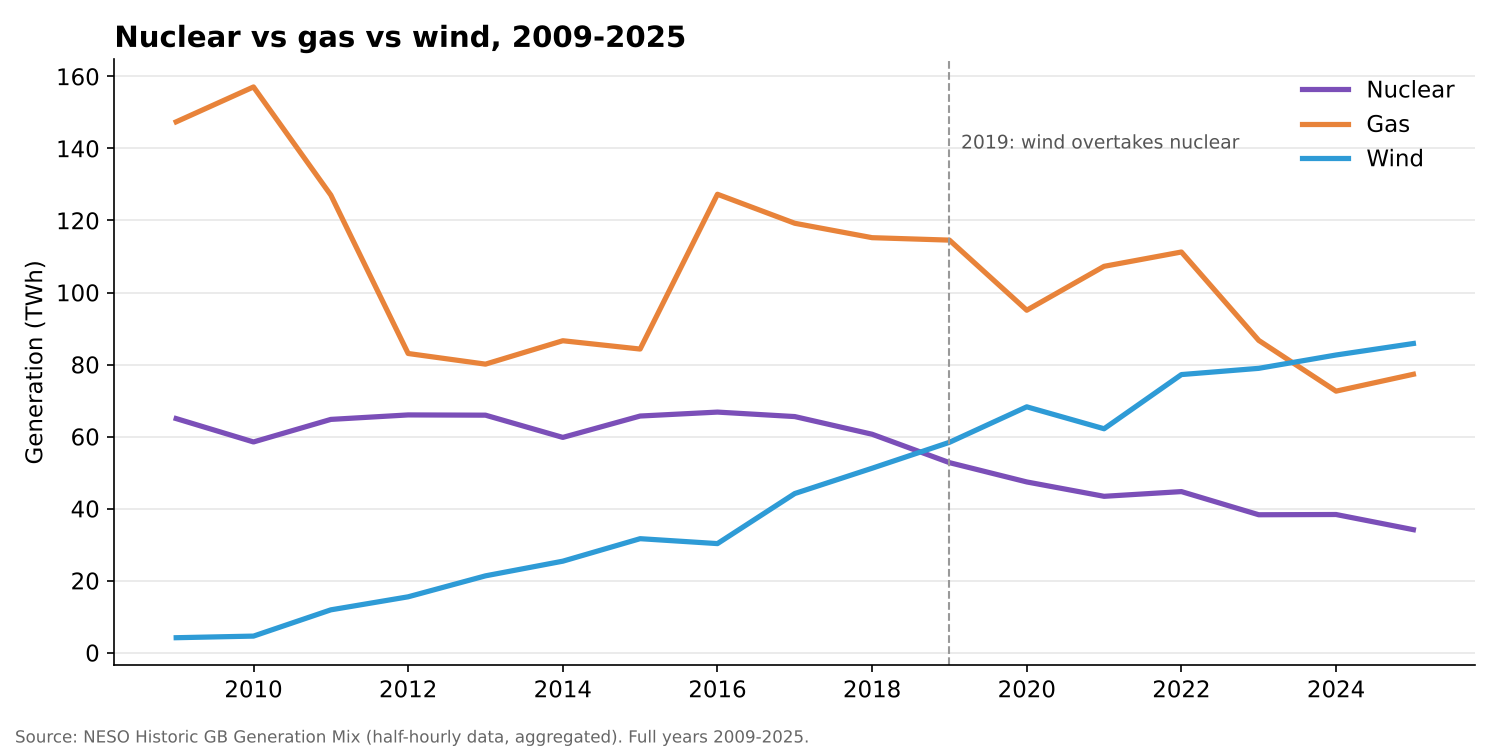 Nuclear vs gas vs wind, 2009-2025
Generation (TWh)
160
140
120
100
80
60
40
20
0
2019: wind overtakes nuclear
Nuclear
Gas
Wind
2010 2012 2014 2016 2018 2020 2022 2024
Source: NESO Historic GB Generation Mix (half-hourly data, aggregated). Full years 2009-2025.